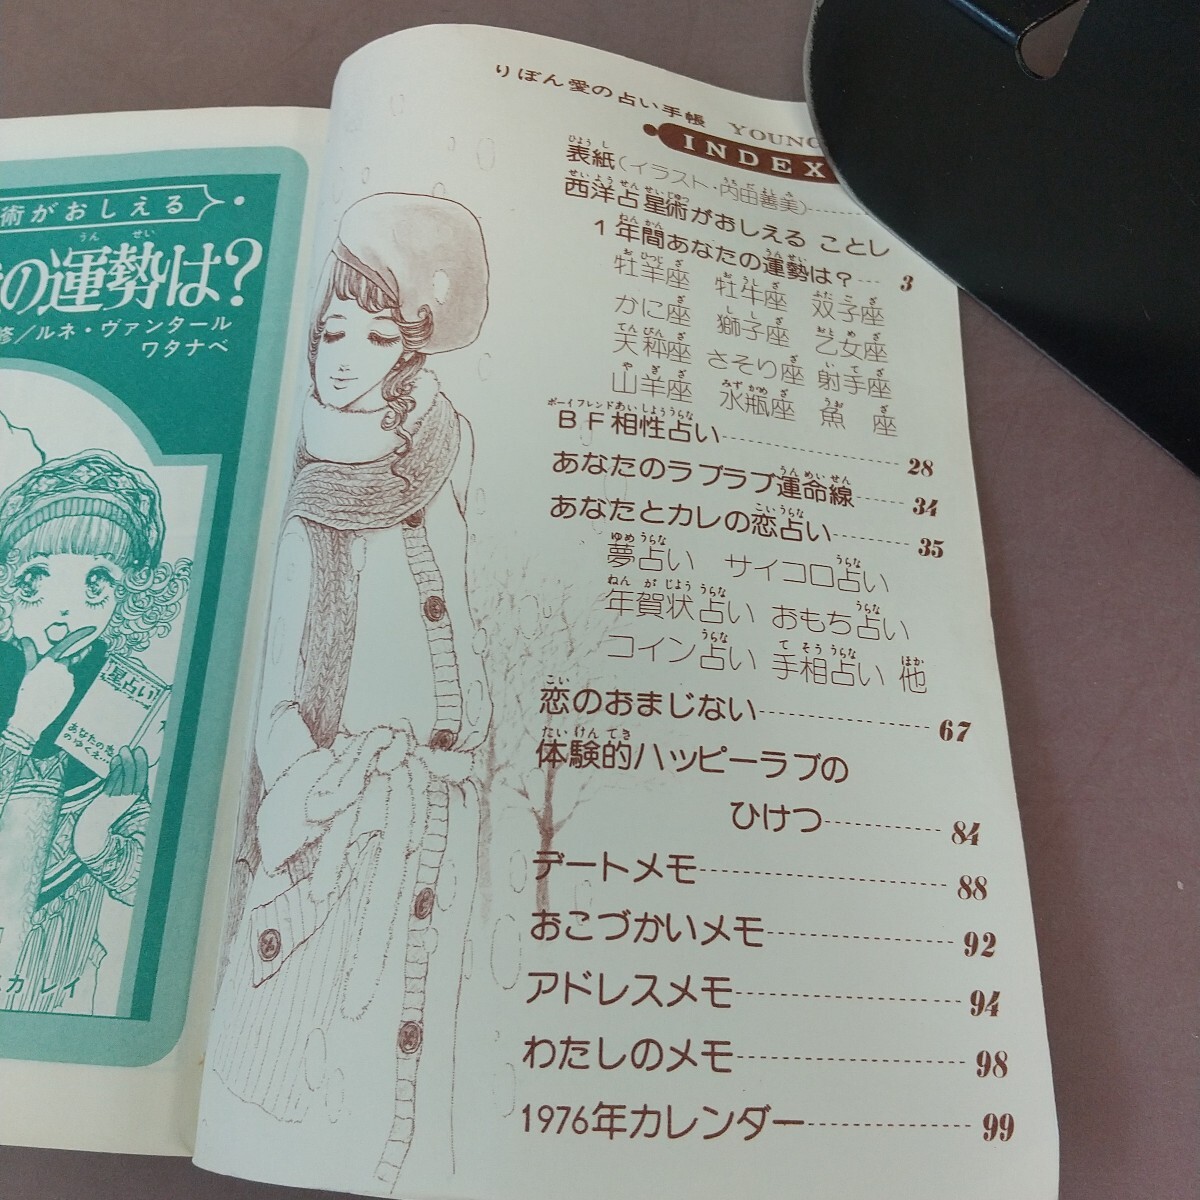 術がおしえる
の運勢は?
修/ルネ・ヴァンタール
ワタナベ
星占い
カレイ
りぼん愛の占い手帳 YOUNG
INDEX
表紙(イラスト・内田善美)
西洋占星術がおしえる ことし
1年間あなたの運勢は? 3
牡羊座 牡牛座 双子座
かに座 獅子座 乙女座
天秤座 さそり座 射手座
山羊座 水瓶座 魚座
BF相性占い 28
あなたのラブラブ運命線 34
あなたとカレの恋占い 35
夢占い サイコロ占い
年賀状占い おもち占い
コイン占い 手相占い 他
恋のおまじない 67
体験的ハッピーラブの
ひけつ 84
デートメモ 88
おこづかいメモ 92
アドレスメモ 94
わたしのメモ 98
1976年カレンダー 99